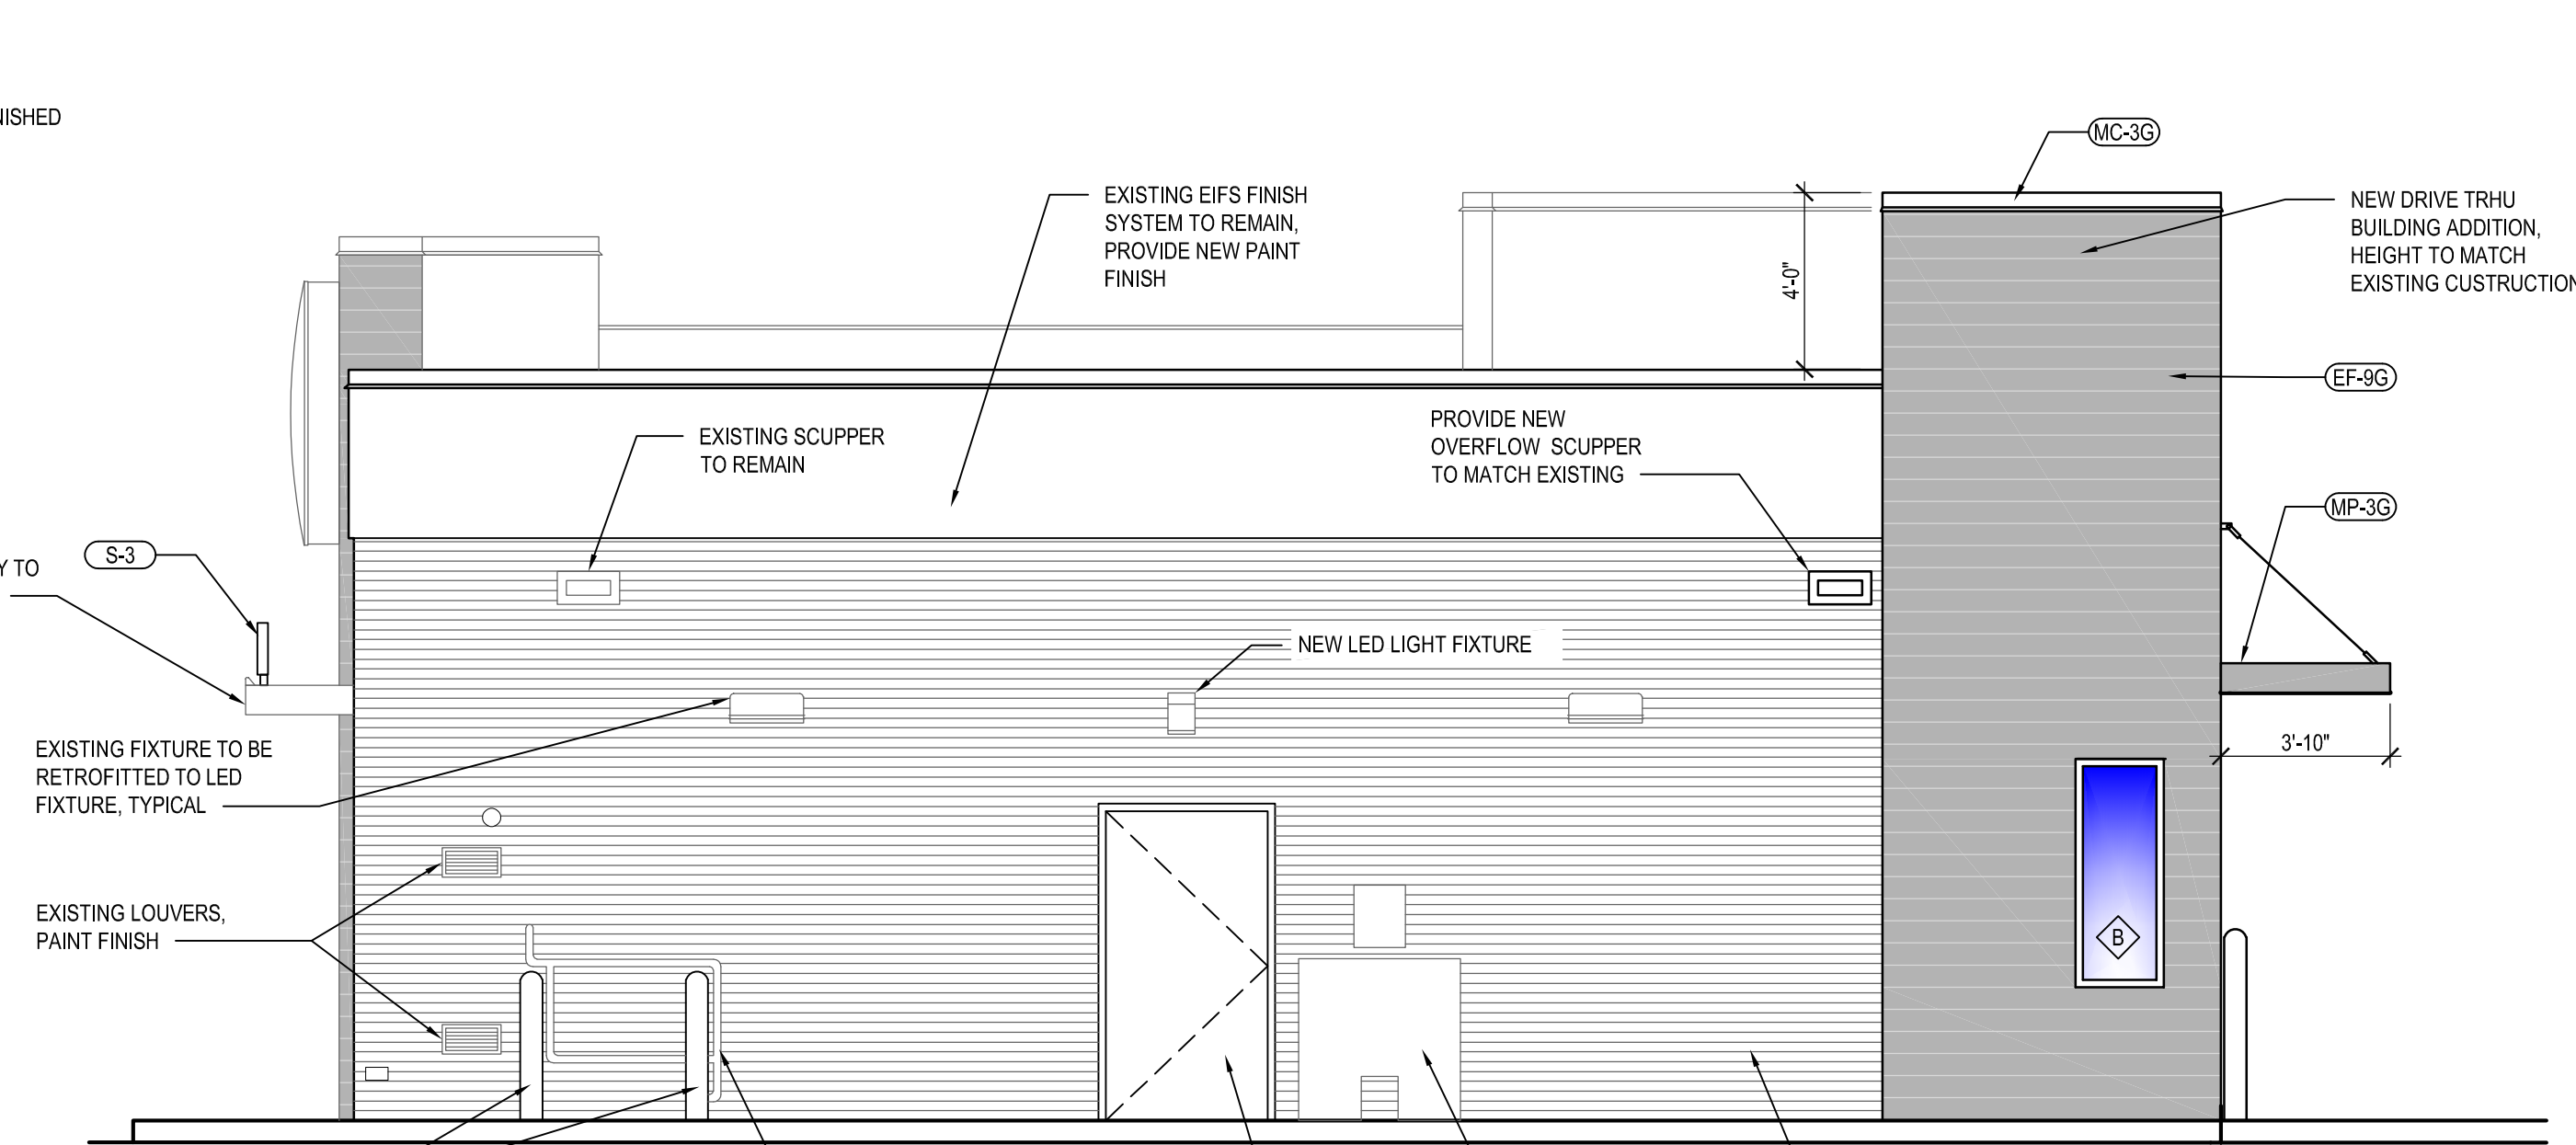 NISHED
MC-3G
EXISTING EIFS FINISH
SYSTEM TO REMAIN,
PROVIDE NEW PAINT
FINISH
NEW DRIVE TRHU
BUILDING ADDITION,
HEIGHT TO MATCH
EXISTING CUSTRUCTION
4'-0"
EF-9G
EXISTING SCUPPER
TO REMAIN
PROVIDE NEW
OVERFLOW SCUPPER
TO MATCH EXISTING
MP-3G
S-3
Y TO
NEW LED LIGHT FIXTURE
3'-10"
EXISTING FIXTURE TO BE
RETROFITTED TO LED
FIXTURE, TYPICAL
EXISTING LOUVERS,
PAINT FINISH
B